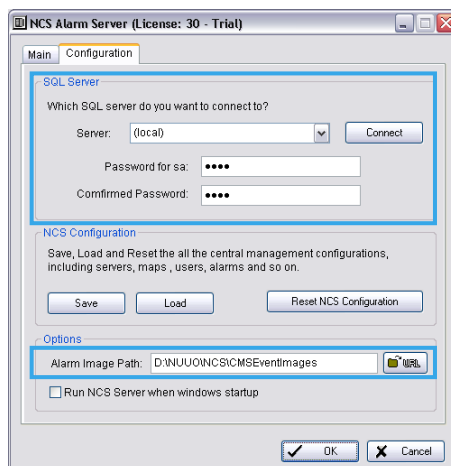 NCS Alarm Server (License: 30 - Trial)
Main Configuration
SQL Server
Which SQL server do you want to connect to?
Server: (local) Connect
Password for sa: ••••
Comfirmed Password: ••••
NCS Configuration
Save, Load and Reset the all the central management configurations,
including servers, maps , users, alarms and so on.
Save Load Reset NCS Configuration
Options
Alarm Image Path: D:\NUUO\NCS\CMSEventImages URL
Run NCS Server when windows startup
OK Cancel